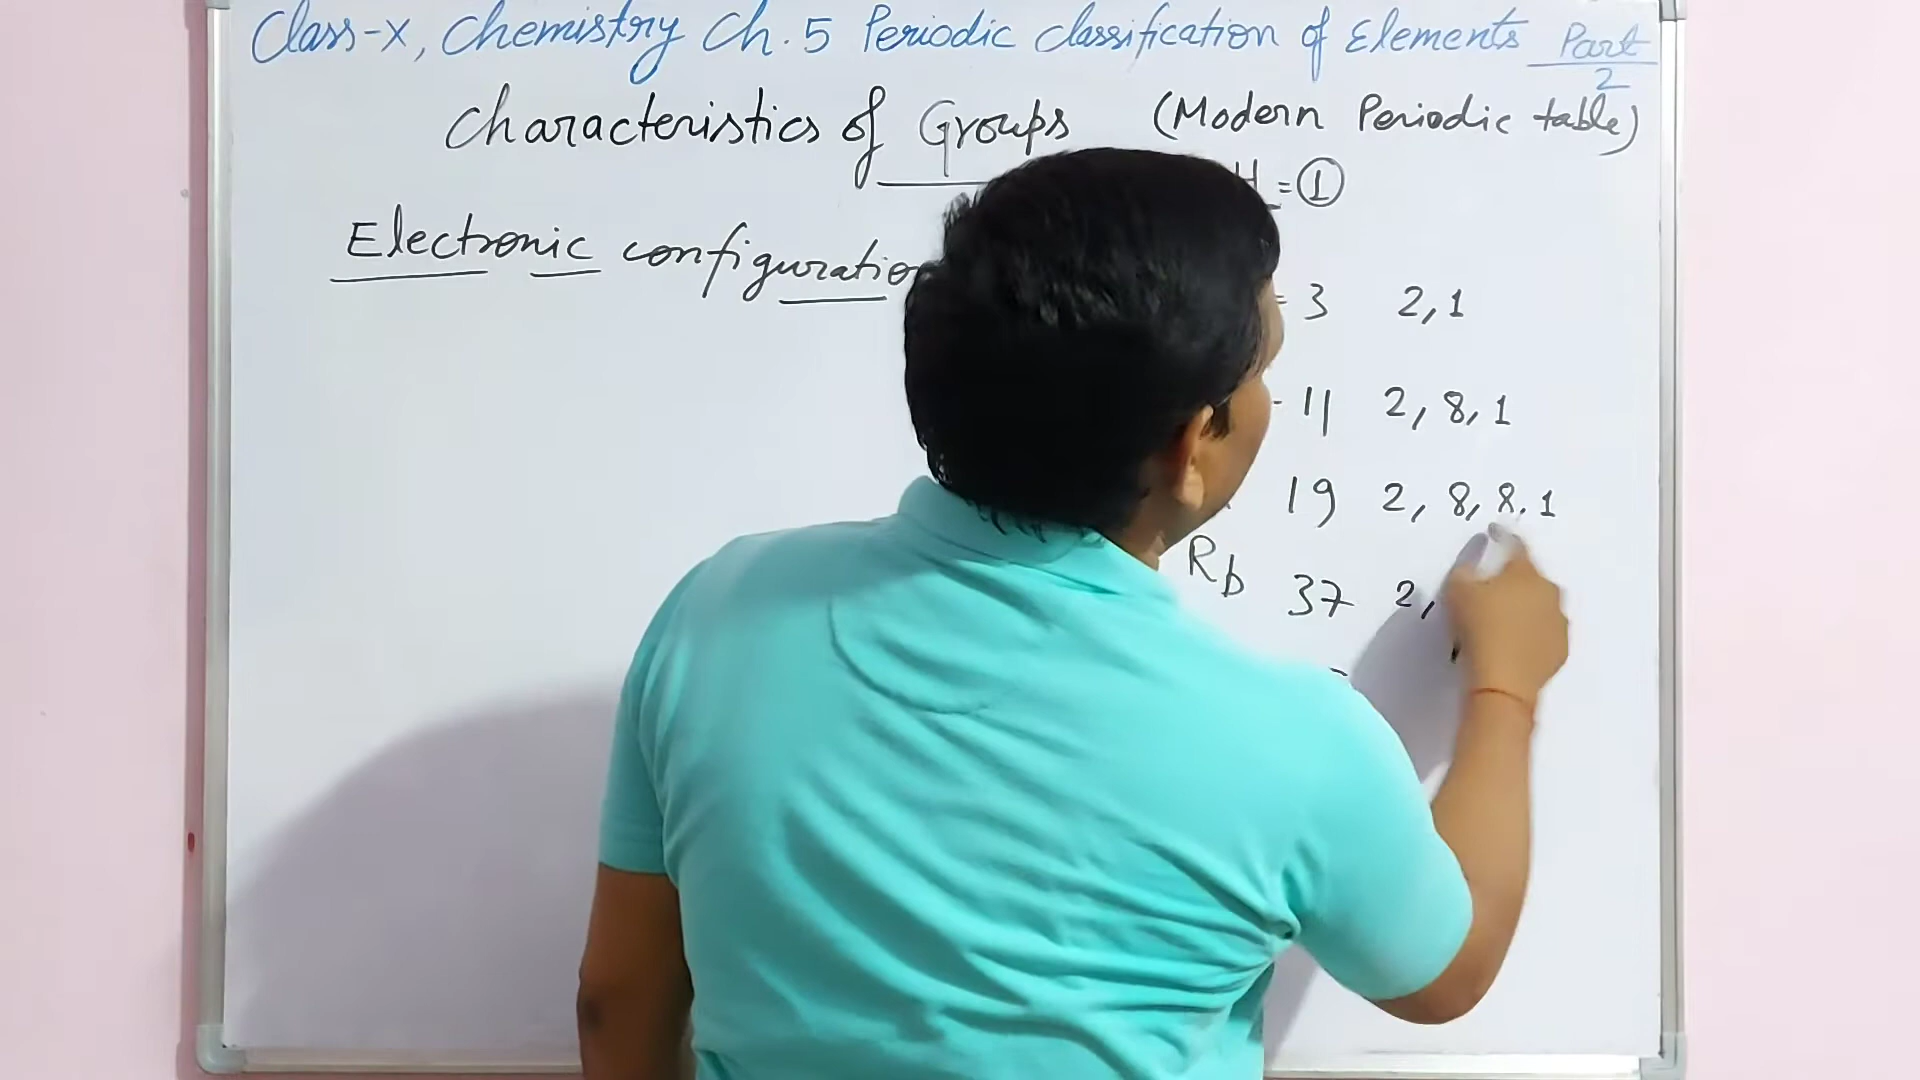 Class-X, Chemistry Ch. 5 Periodic classification of Elements Part 2
Characteristics of Groups (Modern Periodic table)
H = 1
Electronic configuration
= 3 2, 1
- 11 2, 8, 1
19 2, 8, 8, 1
Rb 37 2,